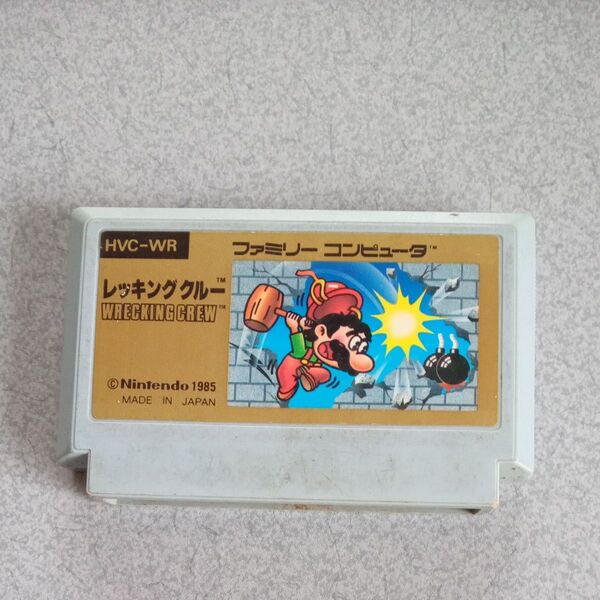 HVC-WR
ファミリー コンピュータ™
レッキングクルー™
WRECKING CREW™
©Nintendo 1985
MADE IN JAPAN